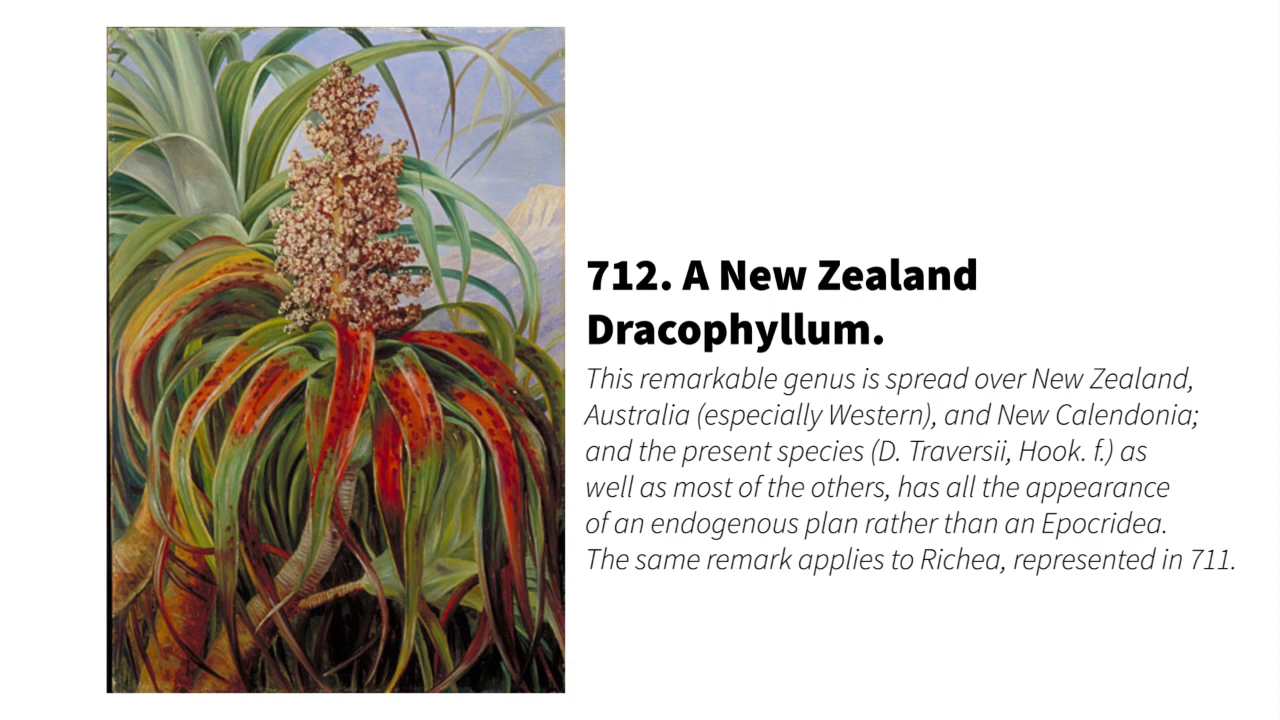 712. A New Zealand
Dracophyllum.
This remarkable genus is spread over New Zealand,
Australia (especially Western), and New Calendonia;
and the present species (D. Traversii, Hook. f.) as
well as most of the others, has all the appearance
of an endogenous plan rather than an Epocridea.
The same remark applies to Richea, represented in 711.